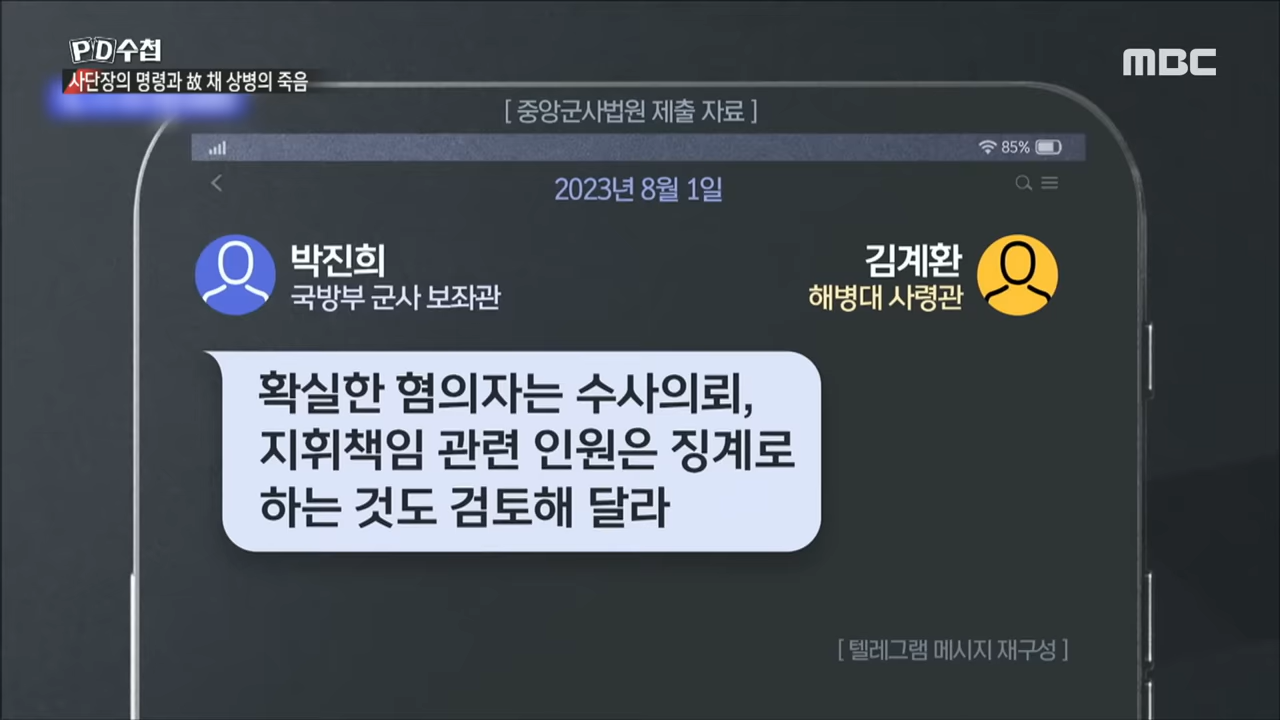 PD수첩
MBC
사단장의 명령과 故 채 상병의 죽음
[ 중앙군사법원 제출 자료 ]
85%
2023년 8월 1일
박진희
국방부 군사 보좌관
김계환
해병대 사령관
확실한 혐의자는 수사의뢰,
지휘책임 관련 인원은 징계로
하는 것도 검토해 달라
[ 텔레그램 메시지 재구성 ]